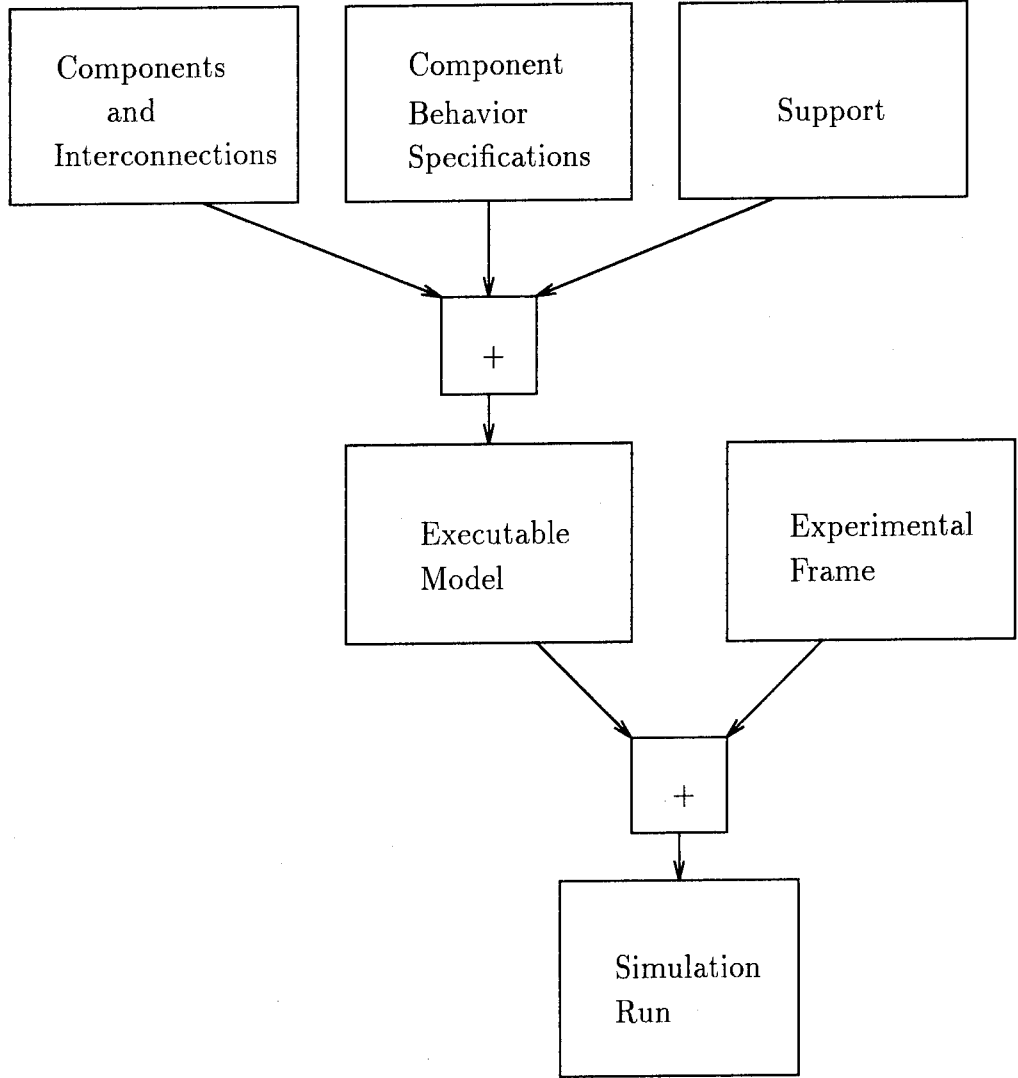 Components
and
Interconnections
Component
Behavior
Specifications
Support
+
Executable
Model
Experimental
Frame
+
Simulation
Run